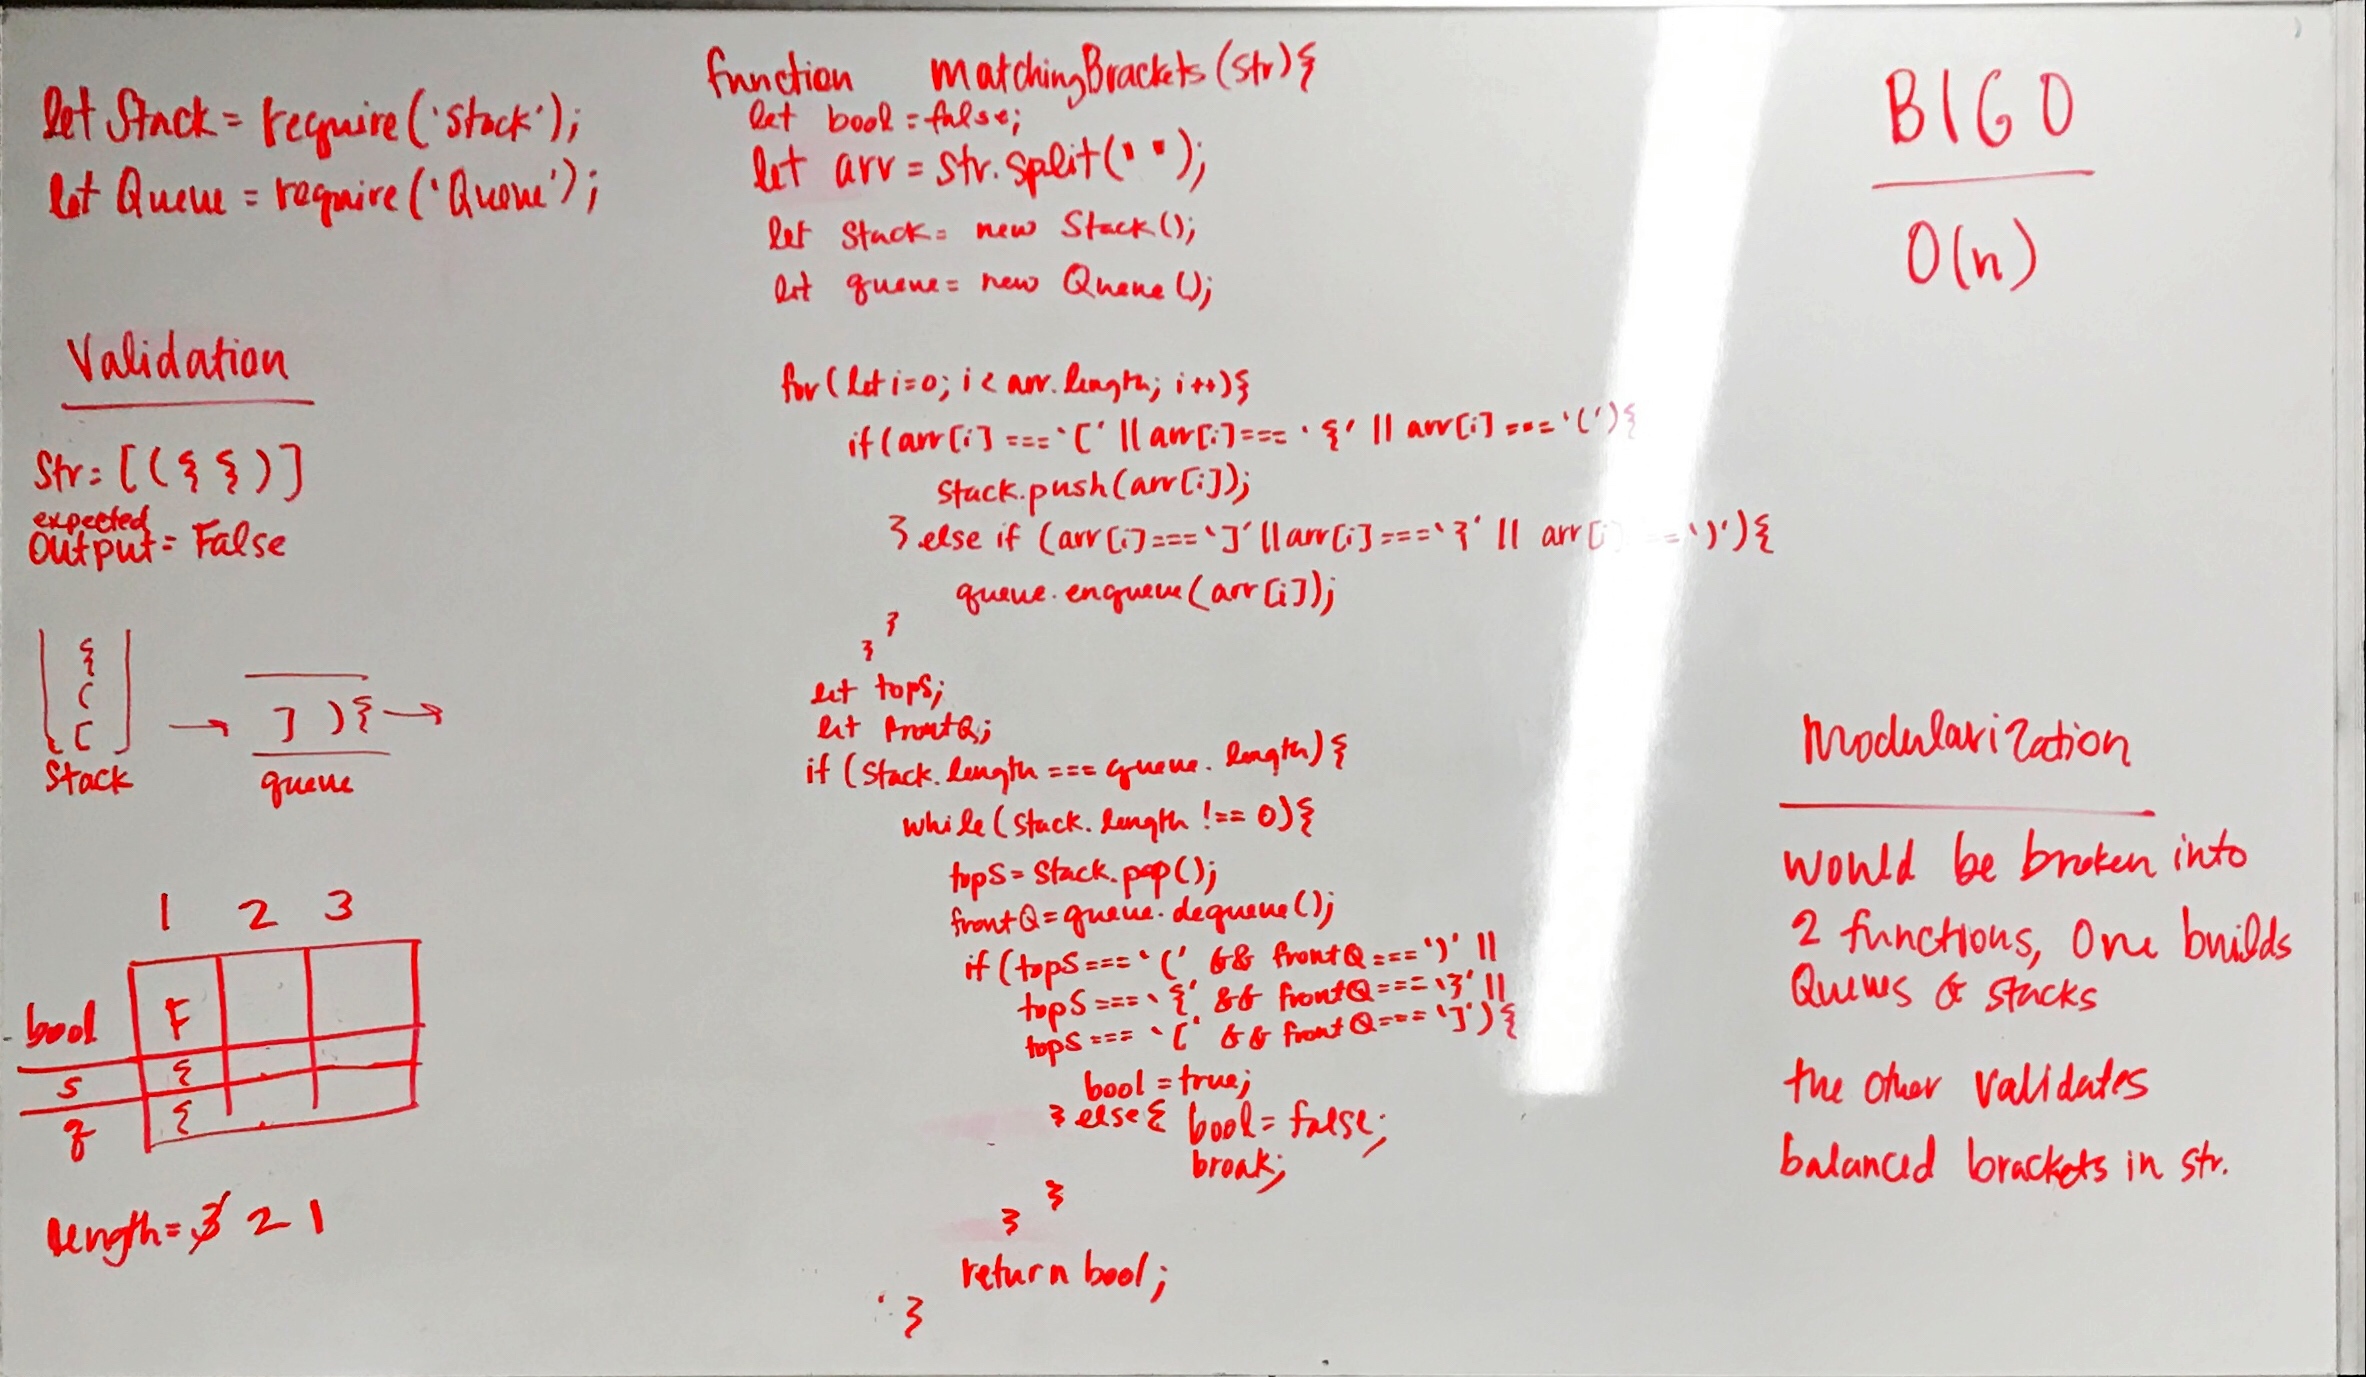 let Stack = require('stack');
let Queue = require('Queue');
Validation
Str = [({{)]
expected
Output = False
{
(
[
Stack
] ){
queue
1 2 3
bool F
s {
q {
length = 3 2 1
function matchingBrackets(str){
let bool = false;
let arr = str.split('');
let stack = new Stack();
let queue = new Queue();
for(let i=0; i < arr.length; i++){
if(arr[i] === '[' || arr[i] === '{' || arr[i] === '('){
stack.push(arr[i]);
} else if (arr[i] === ']' || arr[i] === '}' || arr[ = ')'){
queue.enqueue(arr[i]);
}
}
let topS;
let frontQ;
if (stack.length === queue.length){
while(stack.length !== 0){
topS = stack.pop();
frontQ = queue.dequeue();
if (topS === '(' && frontQ === ')' ||
topS === '{' && frontQ === '}' ||
topS === '[' && frontQ === ']'){
bool = true;
} else { bool = false;
break;
}
}
return bool;
}
BIG O
O(n)
Modularization
would be broken into
2 functions, One builds
Queues & stacks
the other validates
balanced brackets in str.